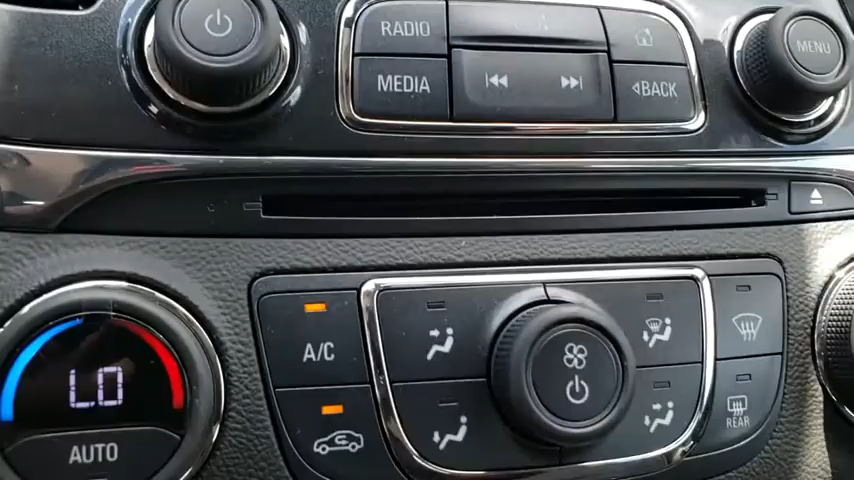 RADIO
MENU
MEDIA
BACK
A/C
LO
AUTO
REAR